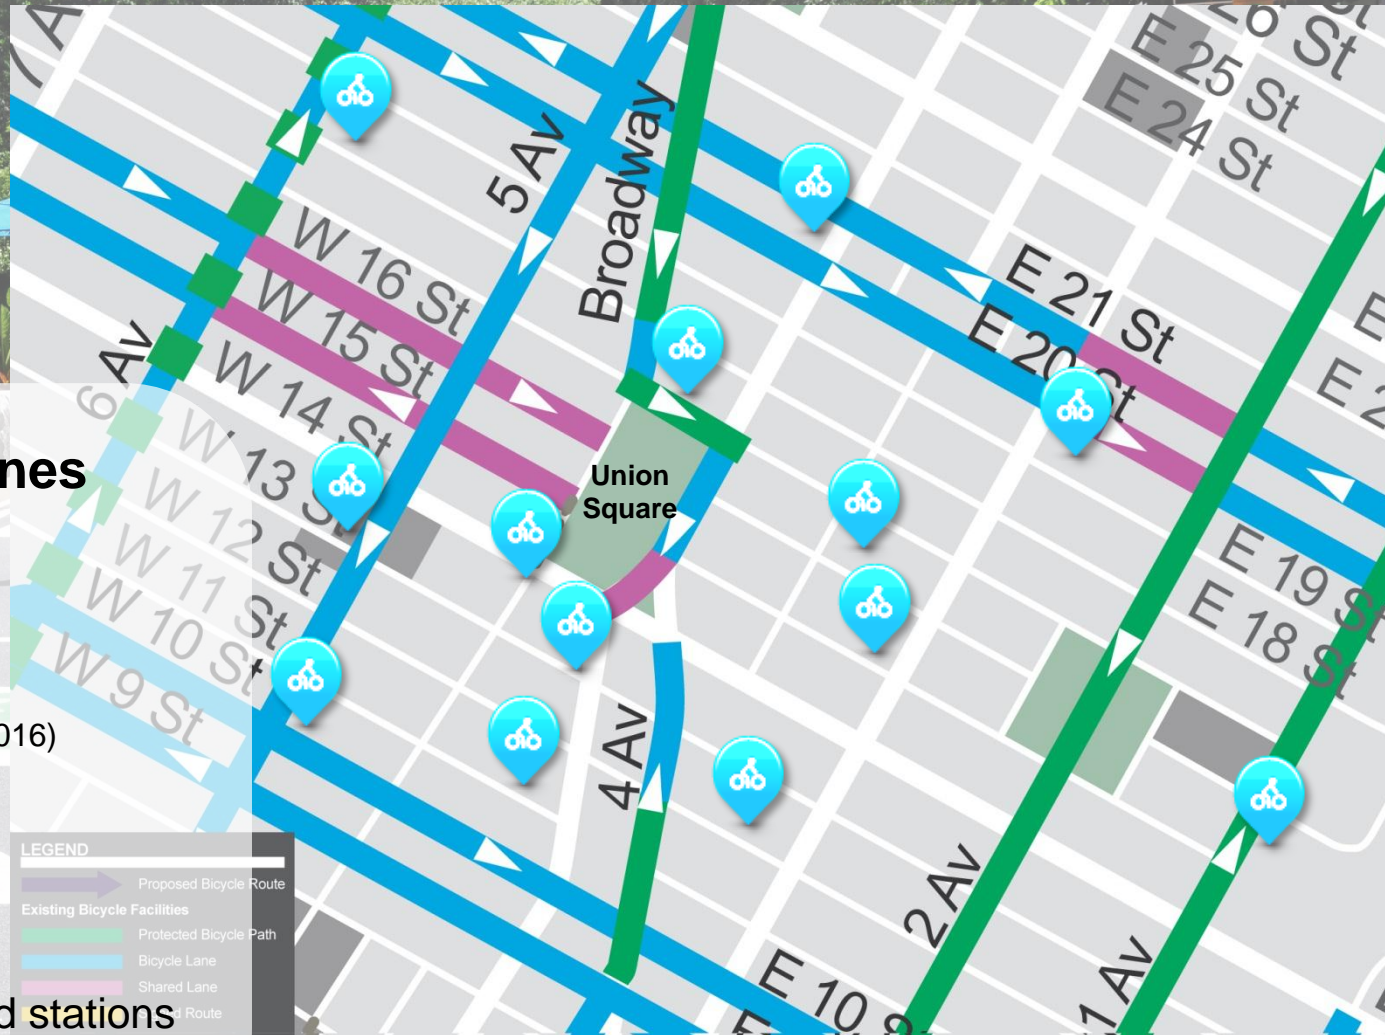 7 A
26 St
E 25 St
E 24 St
5 Av
Broadway
W 16 St
W 15 St
W 14 St
6 Av
E 21 St
E 20 St
Union
Square
nes
W 13 St
W 12 St
W 11 St
W 10 St
W 9 St
E 19 St
E 18 St
E 2
E
016)
4 Av
2 Av
1 Av
E 10 S
LEGEND
Proposed Bicycle Route
Existing Bicycle Facilities
Protected Bicycle Path
Bicycle Lane
Shared Lane
Route
d stations